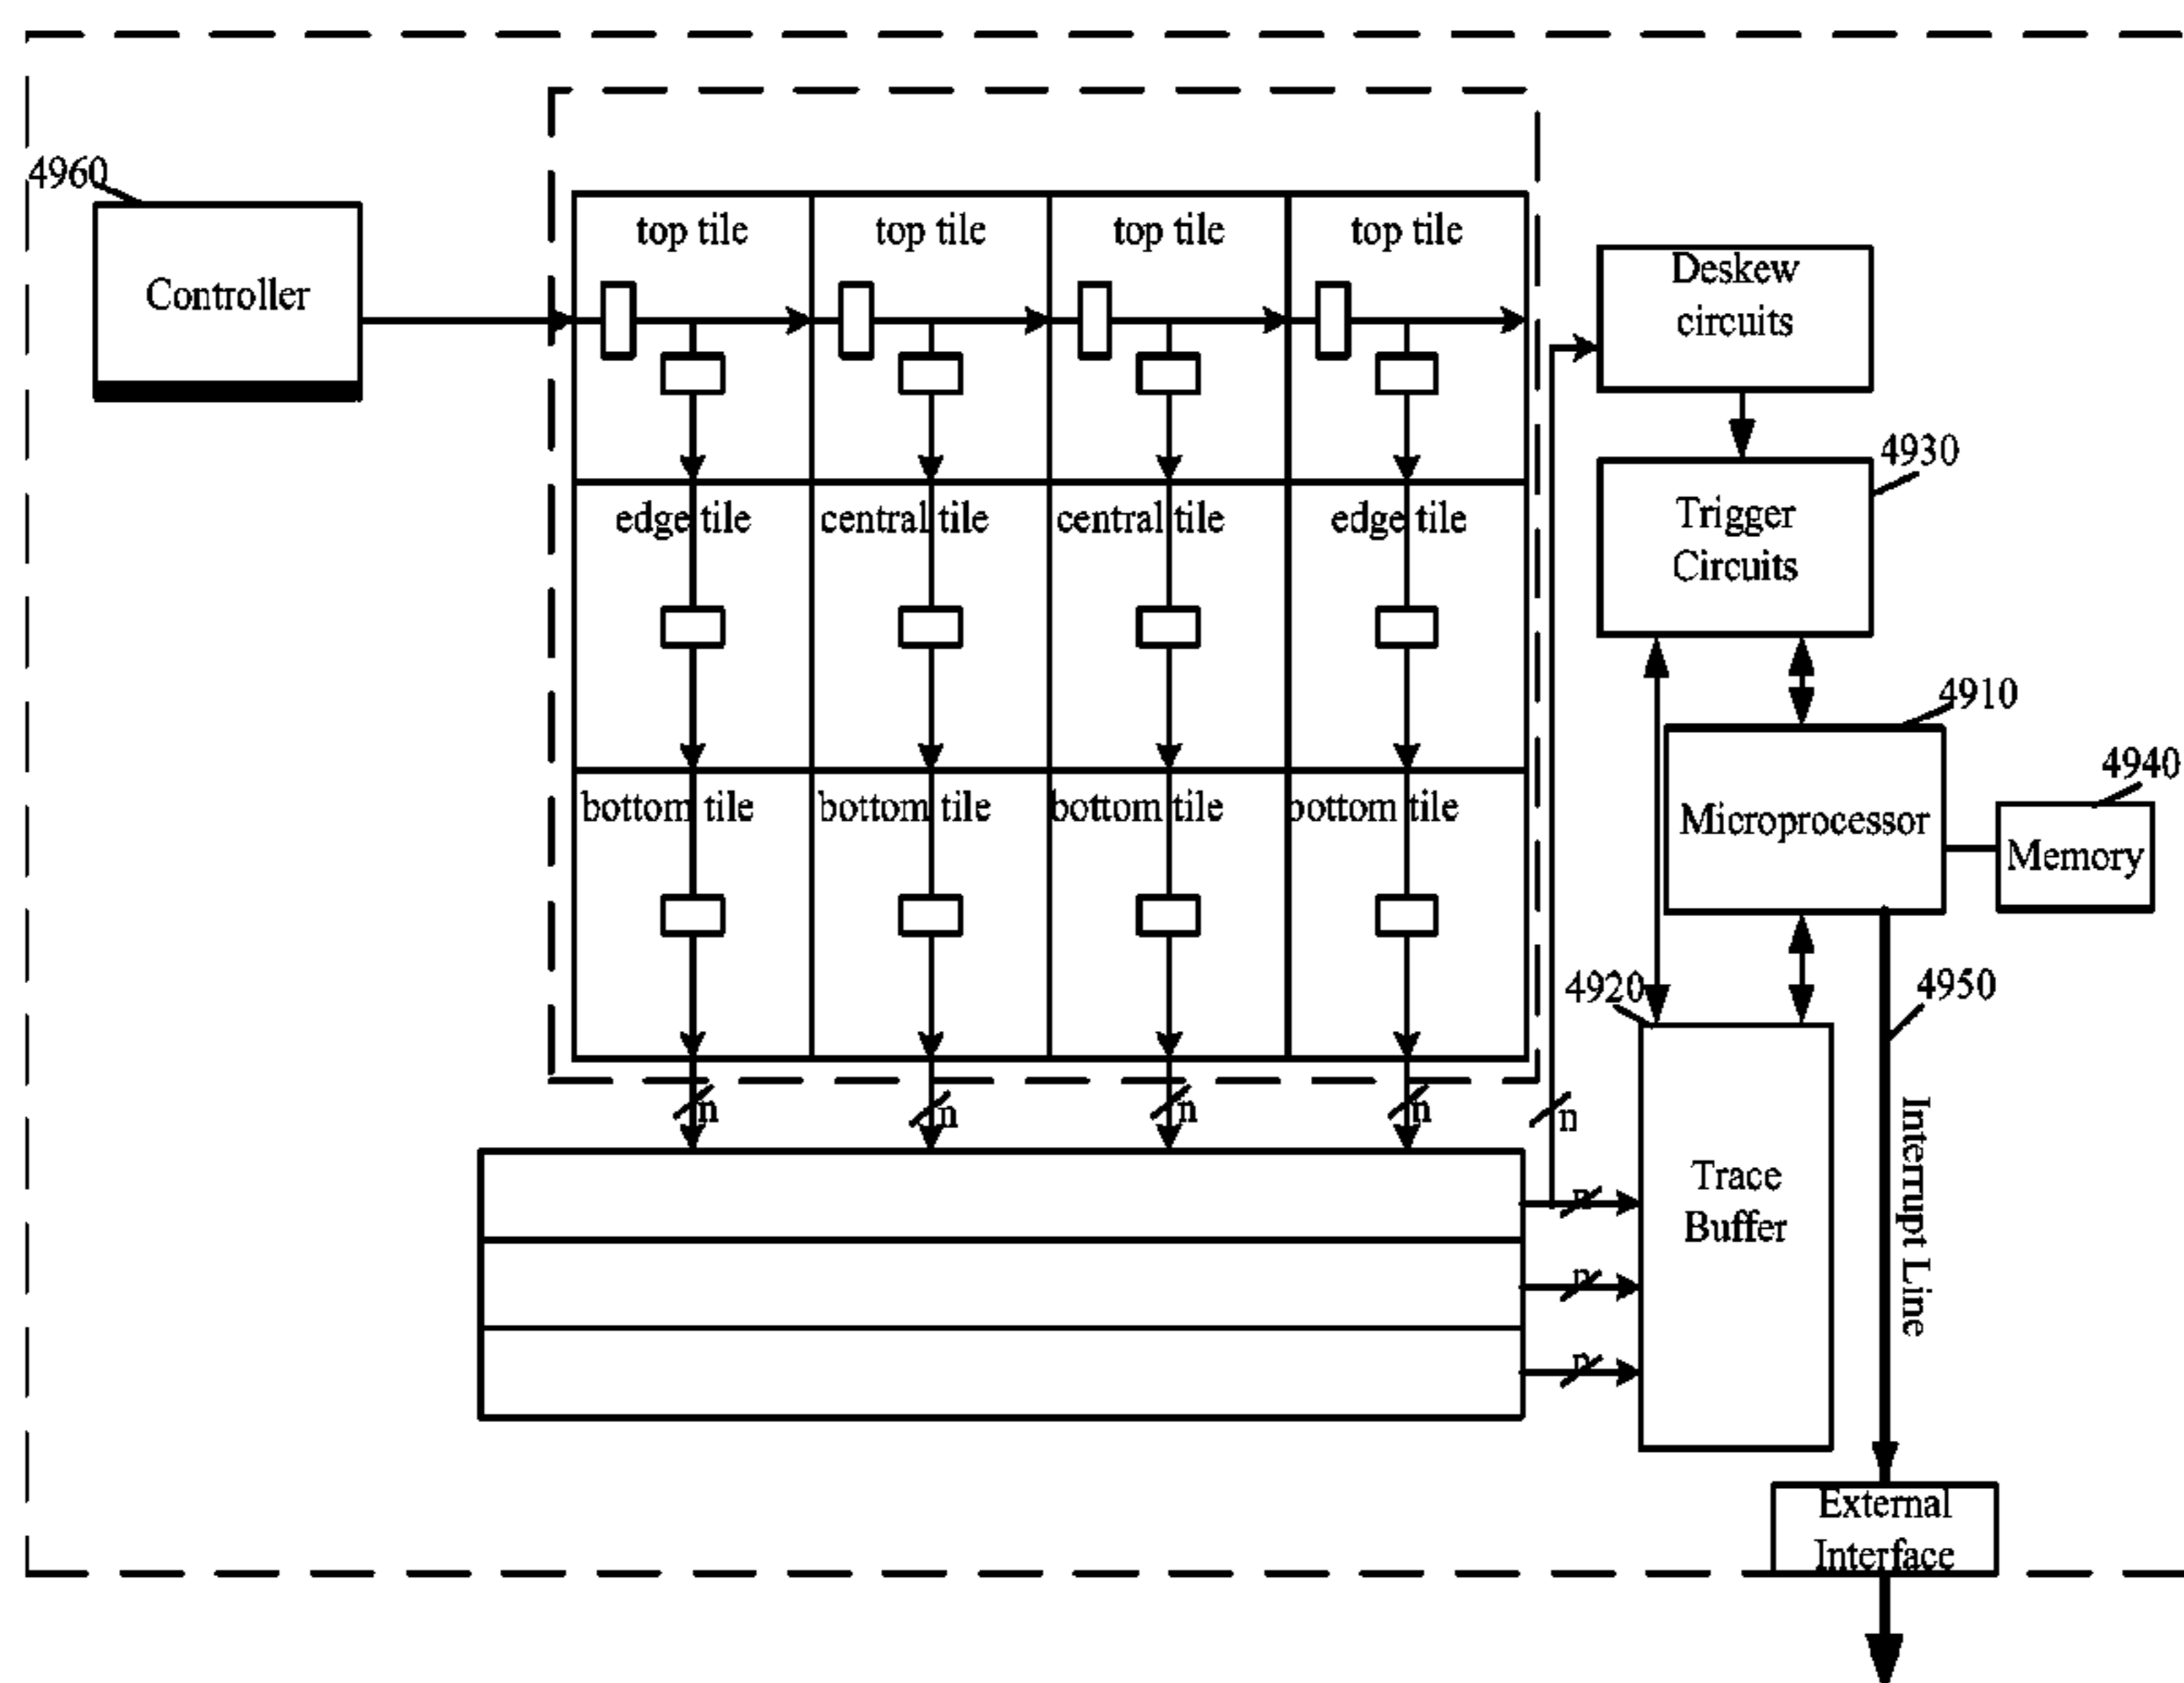 4960
Controller
top tile
top tile
top tile
top tile
edge tile
central tile
central tile
edge tile
bottom tile
bottom tile
bottom tile
bottom tile
n
n
n
n
n
n
n
n
Deskew
circuits
4930
Trigger
Circuits
4910
Microprocessor
4940
Memory
4920
4950
Trace
Buffer
Interrupt Line
External
Interface